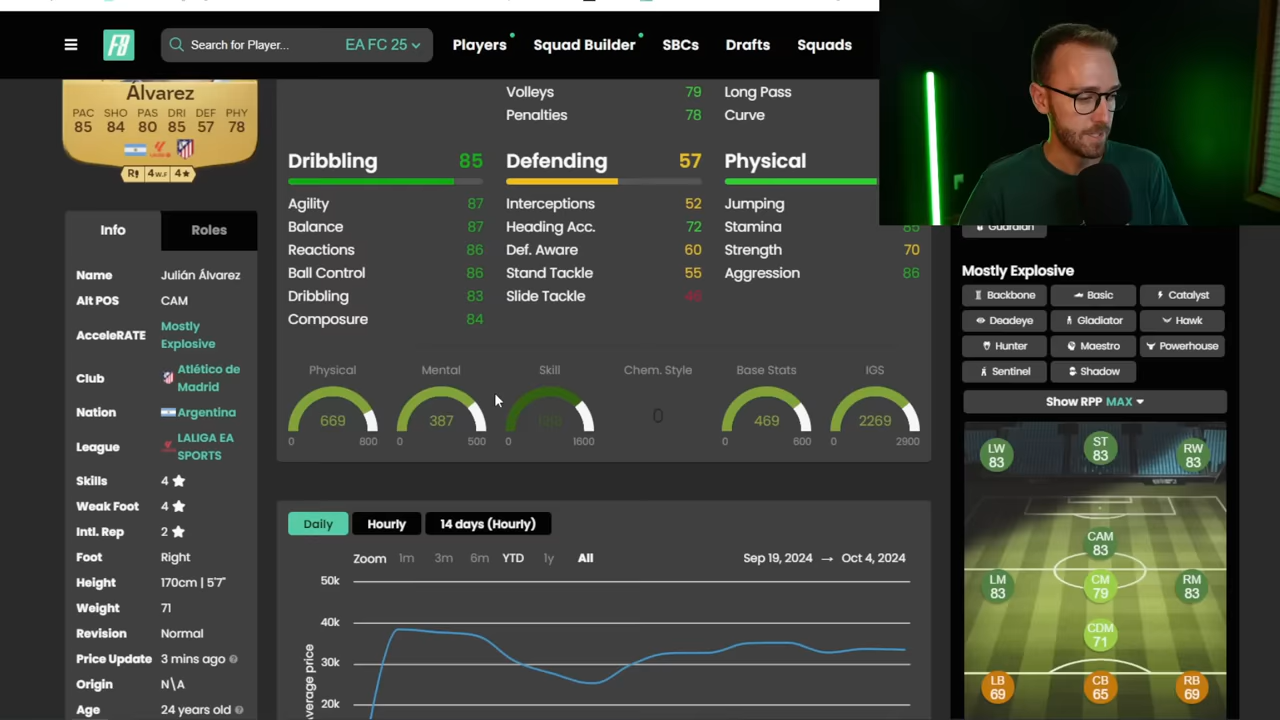 FB
Search for Player...
EA FC 25
Players
Squad Builder
SBCs
Drafts
Squads
Álvarez
PAC SHO PAS DRI DEF PHY
85 84 80 85 57 78
R 4 W.F 4★
Volleys 79
Penalties 78
Long Pass
Curve
Dribbling 85
Agility 87
Balance 87
Reactions 86
Ball Control 86
Dribbling 83
Composure 84
Defending 57
Interceptions 52
Heading Acc. 72
Def. Aware 60
Stand Tackle 55
Slide Tackle 46
Physical
Jumping
Stamina 85
Strength 70
Aggression 86
Physical
669
0 800
Mental
387
0 500
Skill
0 1600
Chem. Style
0
Base Stats
469
0 600
IGS
2269
0 2900
Info
Roles
Name Julián Álvarez
Alt POS CAM
AcceleRATE Mostly
Explosive
Club Atlético de
Madrid
Nation Argentina
League LALIGA EA
SPORTS
Skills 4 ★
Weak Foot 4 ★
Intl. Rep 2 ★
Foot Right
Height 170cm | 5'7"
Weight 71
Revision Normal
Price Update 3 mins ago
Origin N\A
Age 24 years old
Daily
Hourly
14 days (Hourly)
Zoom 1m 3m 6m YTD 1y All
Sep 19, 2024 → Oct 4, 2024
50k
40k
30k
20k
Average price
Guardian
Mostly Explosive
Backbone
Basic
Catalyst
Deadeye
Gladiator
Hawk
Hunter
Maestro
Powerhouse
Sentinel
Shadow
Show RPP MAX
LW
83
ST
83
RW
83
CAM
83
LM
83
CM
79
RM
83
CDM
71
LB
69
CB
65
RB
69